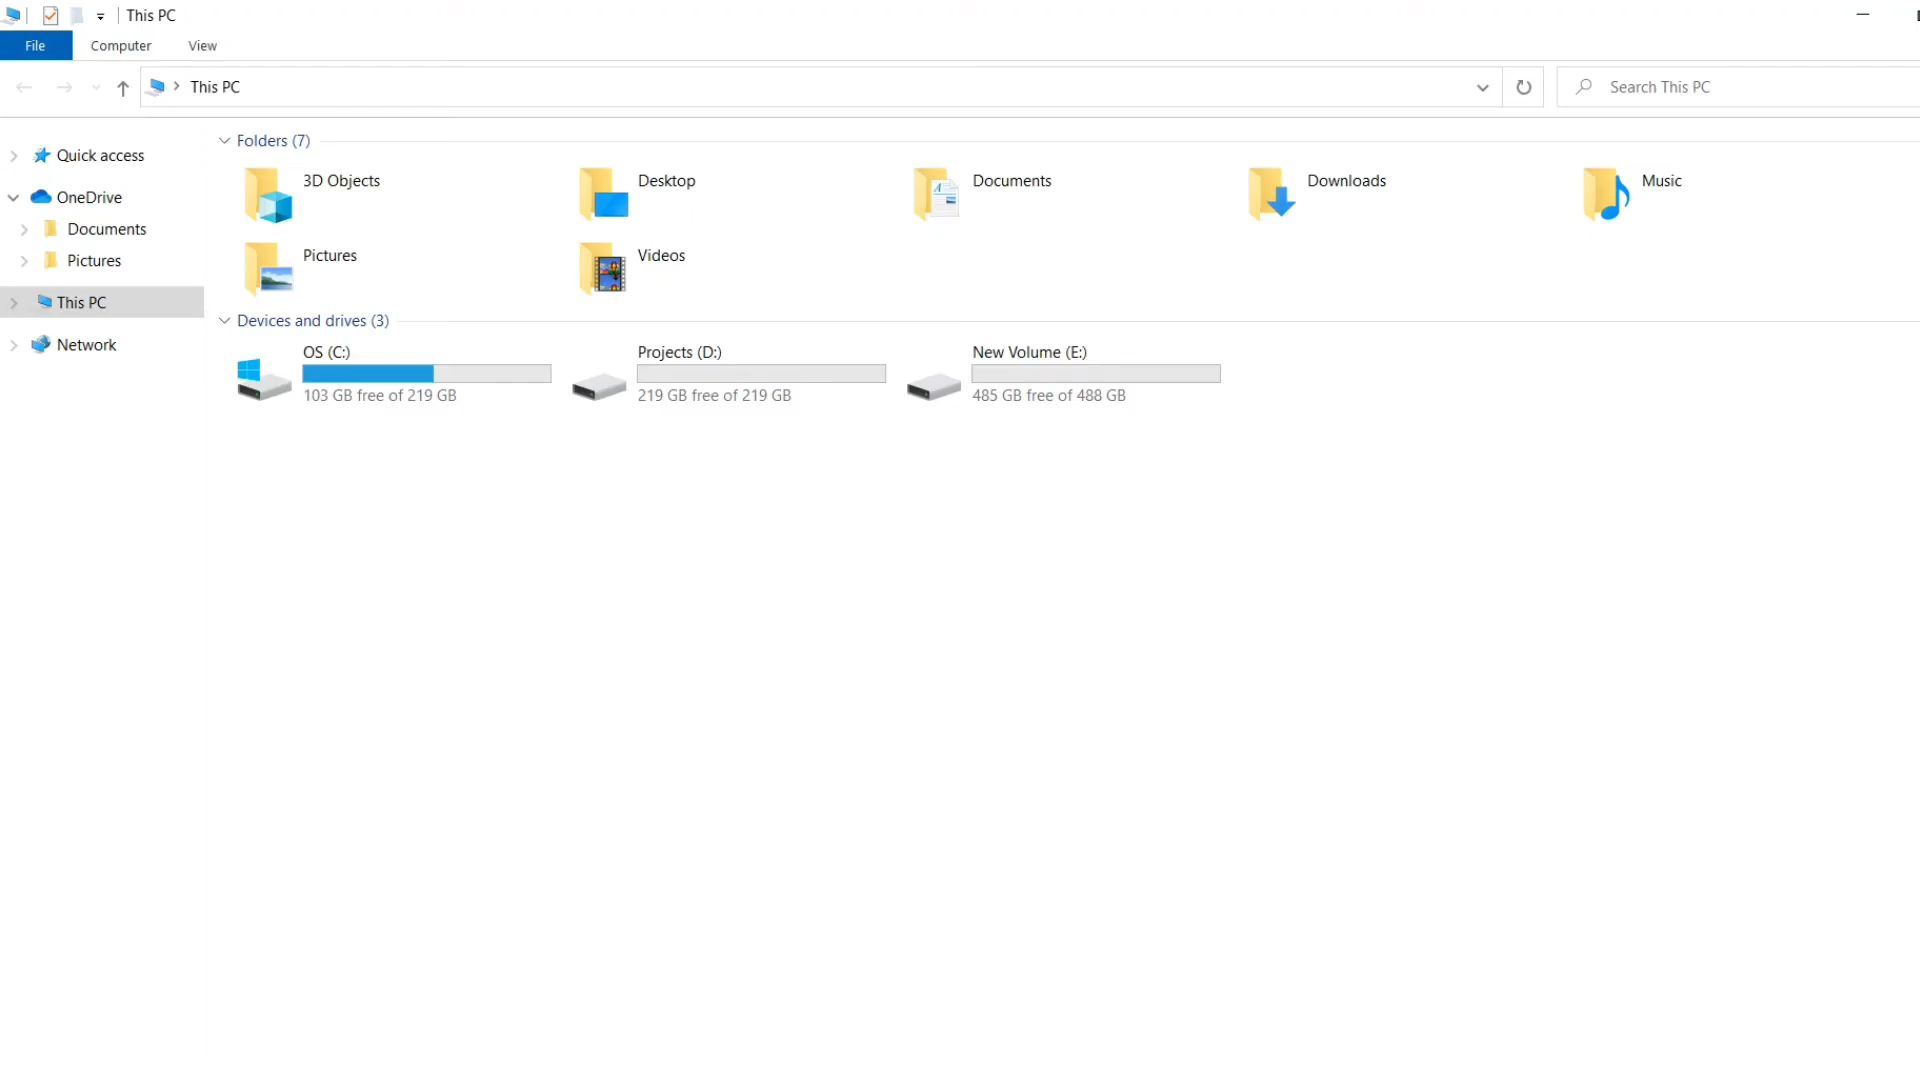 This PC
File Computer View
This PC
Search This PC
Quick access
OneDrive
Documents
Pictures
This PC
Network
Folders (7)
3D Objects
Desktop
Documents
Downloads
Music
Pictures
Videos
Devices and drives (3)
OS (C:)
103 GB free of 219 GB
Projects (D:)
219 GB free of 219 GB
New Volume (E:)
485 GB free of 488 GB